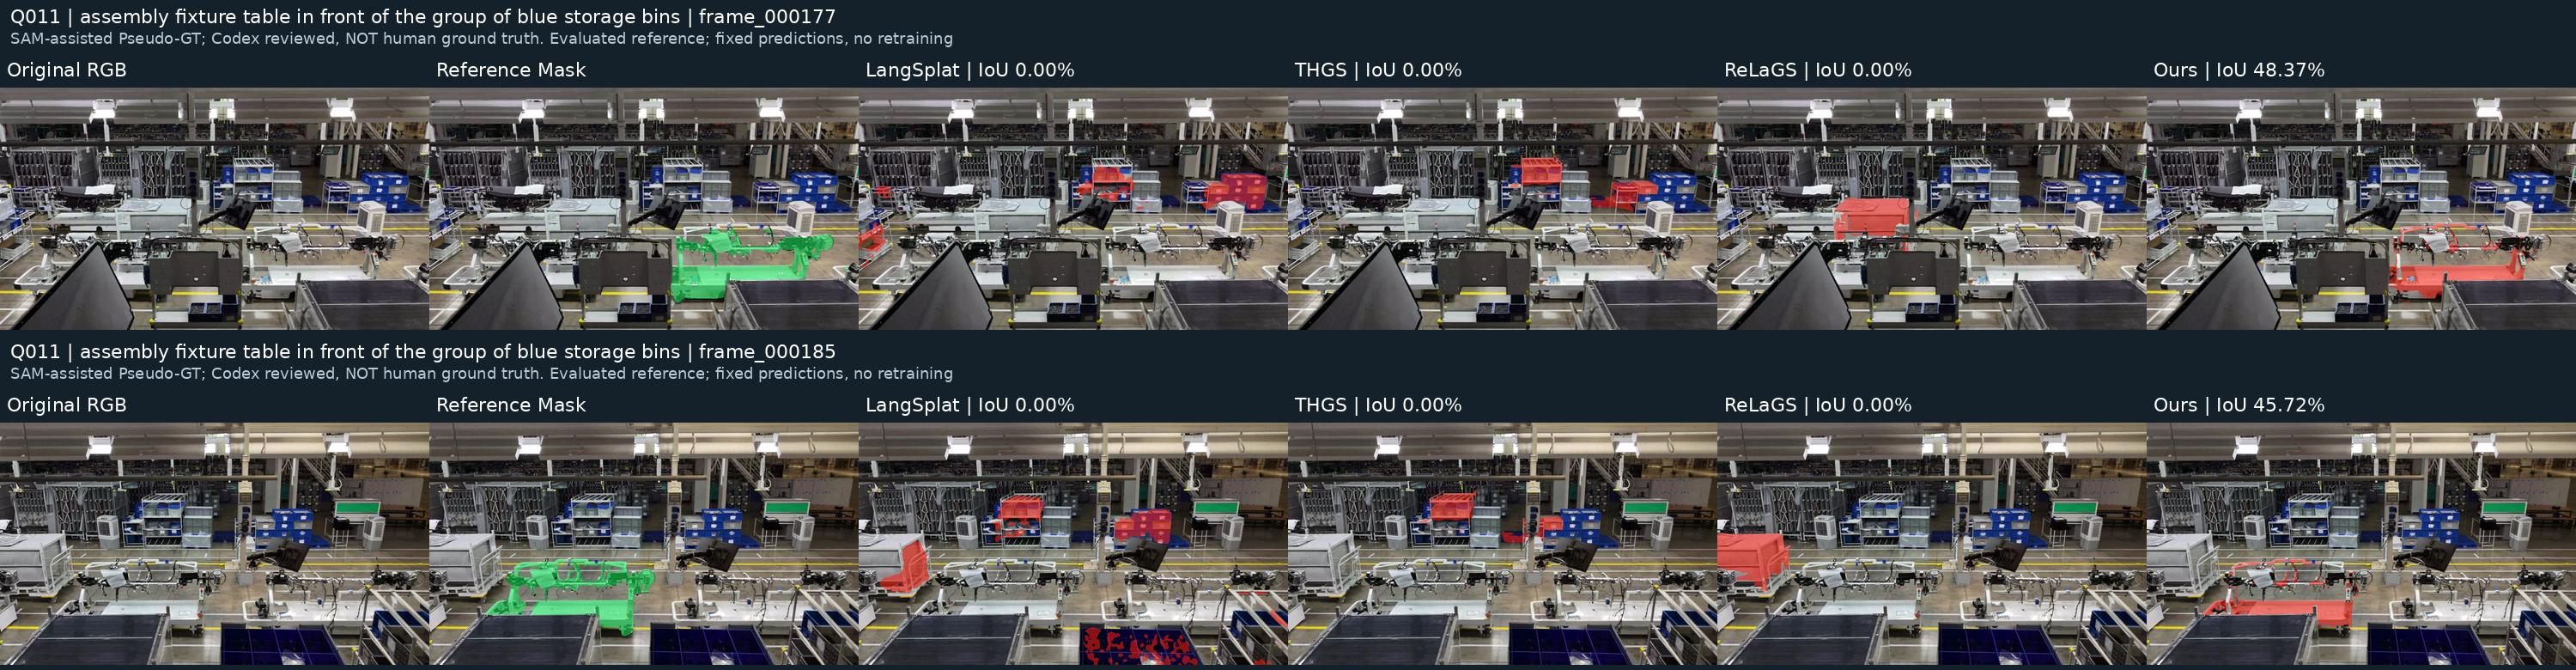 Q011 | assembly fixture table in front of the group of blue storage bins | frame_000177
SAM-assisted Pseudo-GT; Codex reviewed, NOT human ground truth. Evaluated reference; fixed predictions, no retraining
Original RGB
Reference Mask
LangSplat | IoU 0.00%
THGS | IoU 0.00%
ReLaGS | IoU 0.00%
Ours | IoU 48.37%
Q011 | assembly fixture table in front of the group of blue storage bins | frame_000185
SAM-assisted Pseudo-GT; Codex reviewed, NOT human ground truth. Evaluated reference; fixed predictions, no retraining
Original RGB
Reference Mask
LangSplat | IoU 0.00%
THGS | IoU 0.00%
ReLaGS | IoU 0.00%
Ours | IoU 45.72%